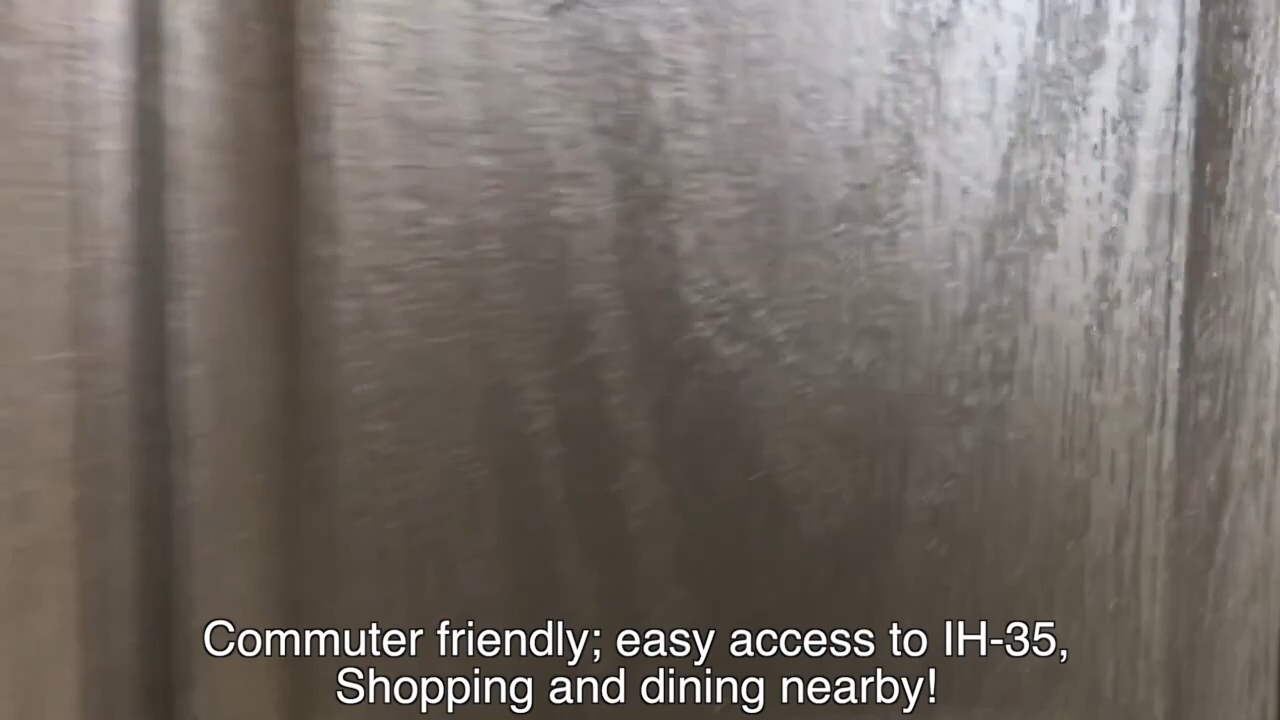 Commuter friendly; easy access to IH-35,
Shopping and dining nearby!